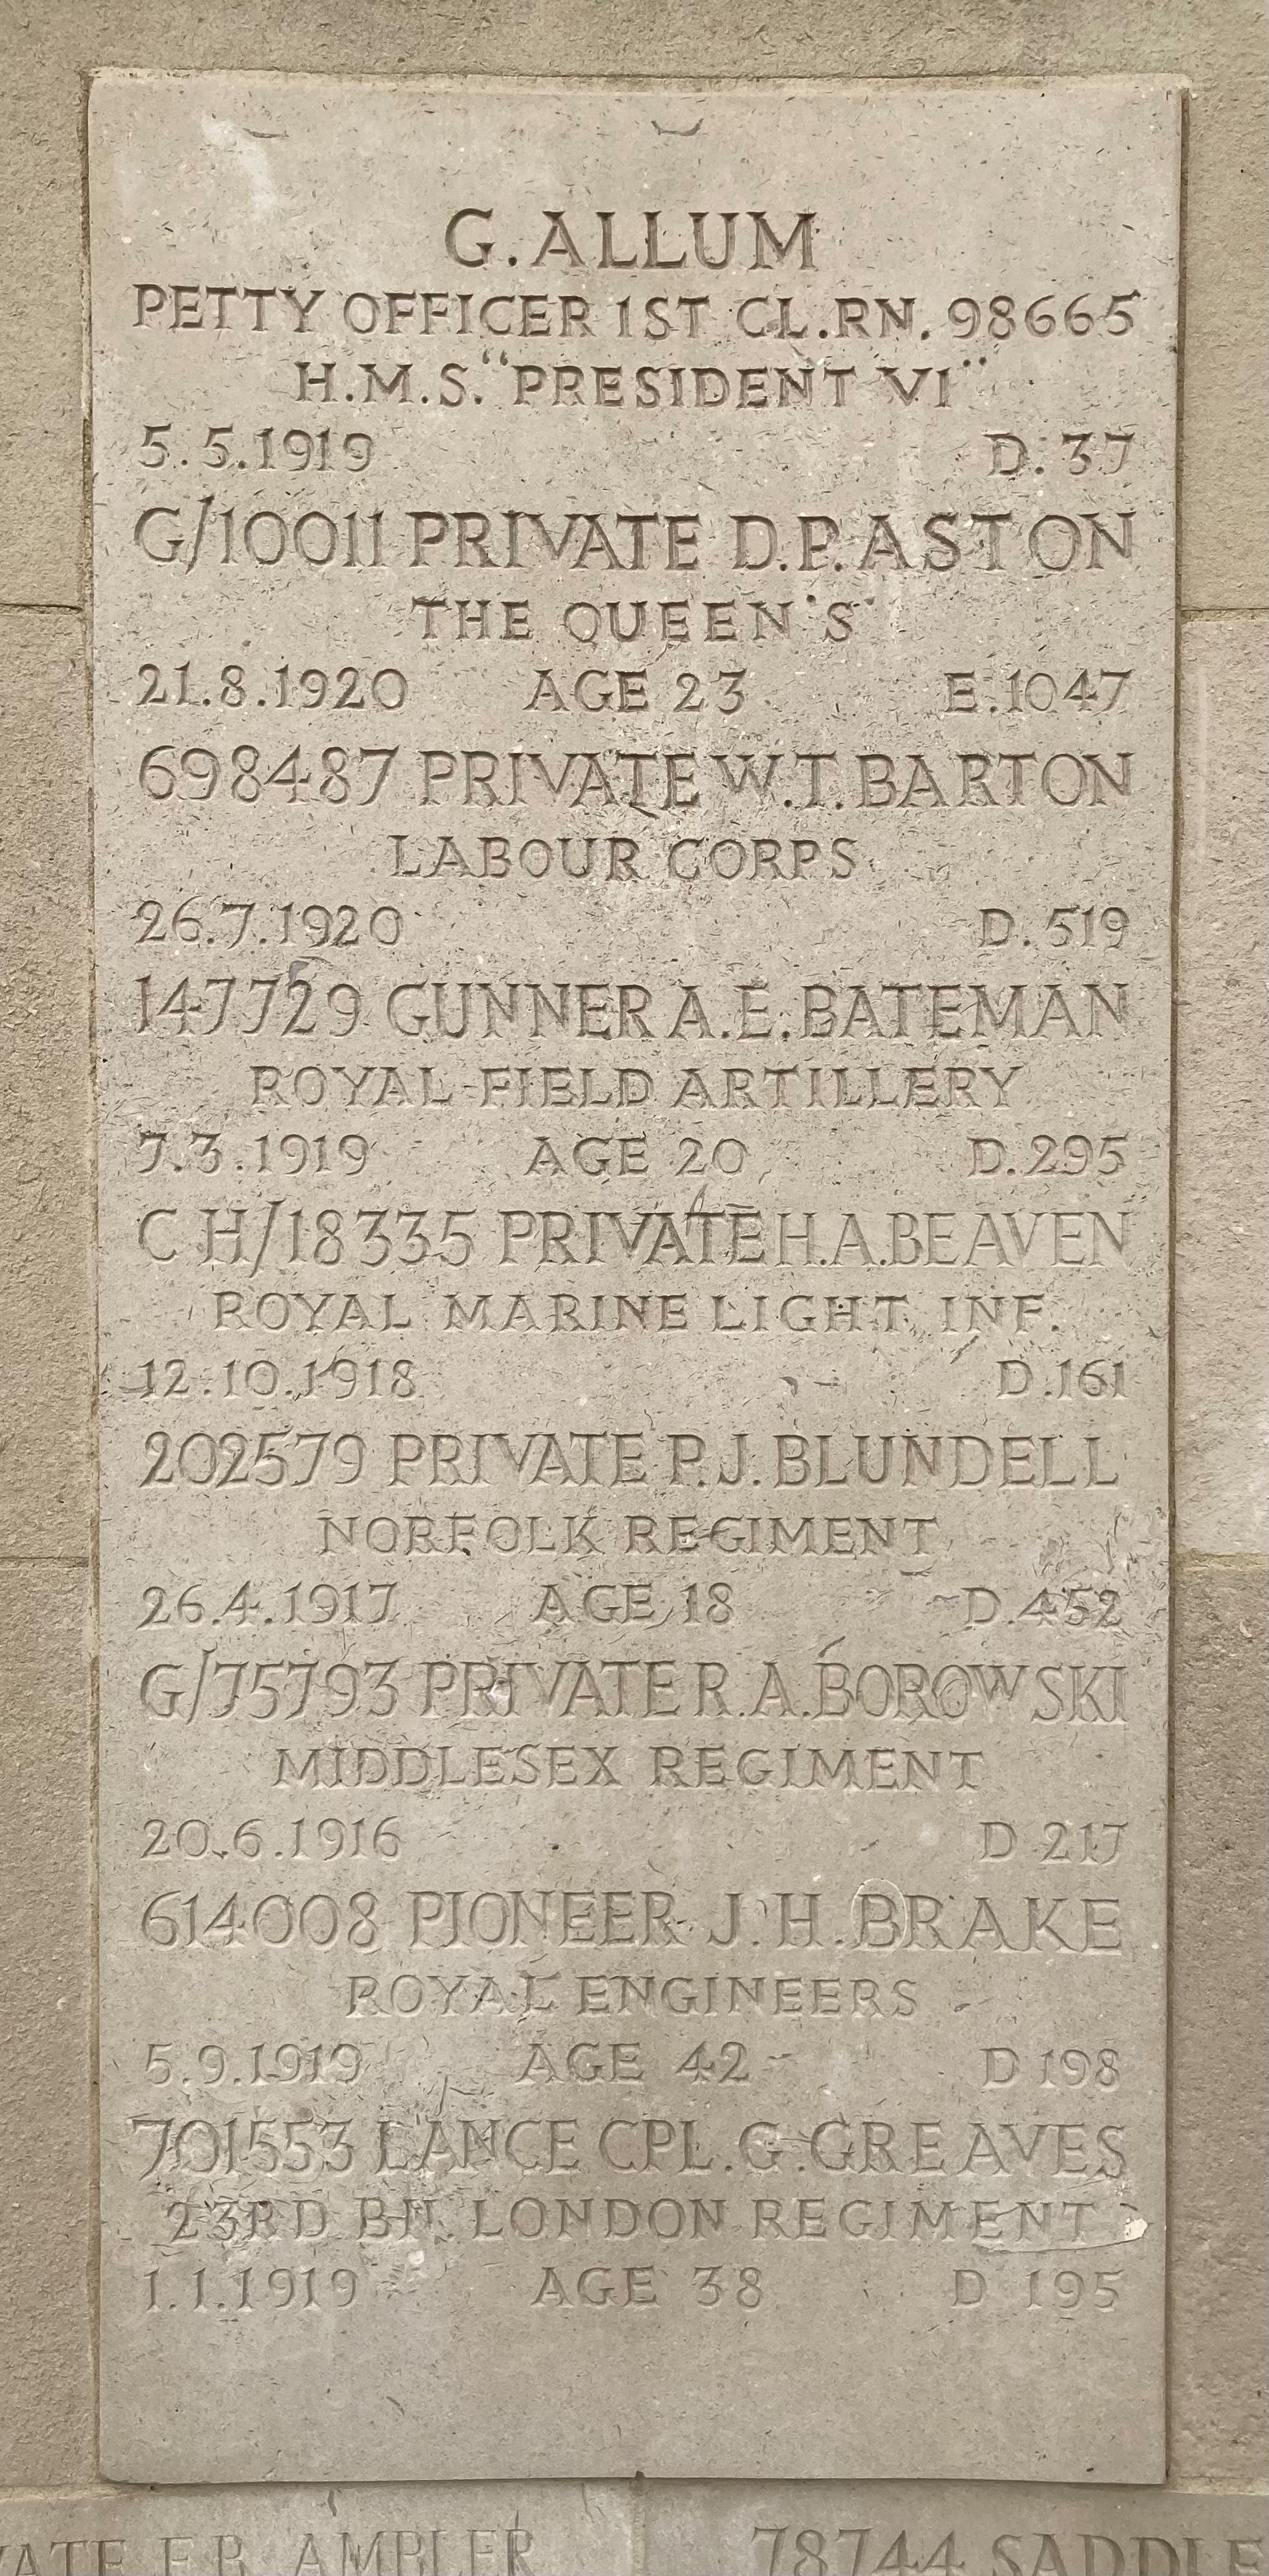 G. ALLUM
PETTY OFFICER 1ST CL. RN. 98665
H.M.S. “PRESIDENT VI”
5.5.1919 D. 37
G/10011 PRIVATE D.P. ASTON
THE QUEEN'S
21.8.1920 AGE 23 E.1047
698487 PRIVATE W.T. BARTON
LABOUR CORPS
26.7.1920 D. 519
147729 GUNNER A.E. BATEMAN
ROYAL FIELD ARTILLERY
7.3.1919 AGE 20 D.295
CH/18335 PRIVATE H.A. BEAVEN
ROYAL MARINE LIGHT INF.
12.10.1918 D.161
202579 PRIVATE P.J. BLUNDELL
NORFOLK REGIMENT
26.4.1917 AGE 18 D.452
G/75793 PRIVATE R.A. BOROWSKI
MIDDLESEX REGIMENT
20.6.1916 D 217
614008 PIONEER J.H. BRAKE
ROYAL ENGINEERS
5.9.1919 AGE 42 D 198
701553 LANCE CPL. G. GREAVES
23RD BN. LONDON REGIMENT
1.1.1919 AGE 38 D 195
VATE F.B. AMBLER 78744 SADDLE